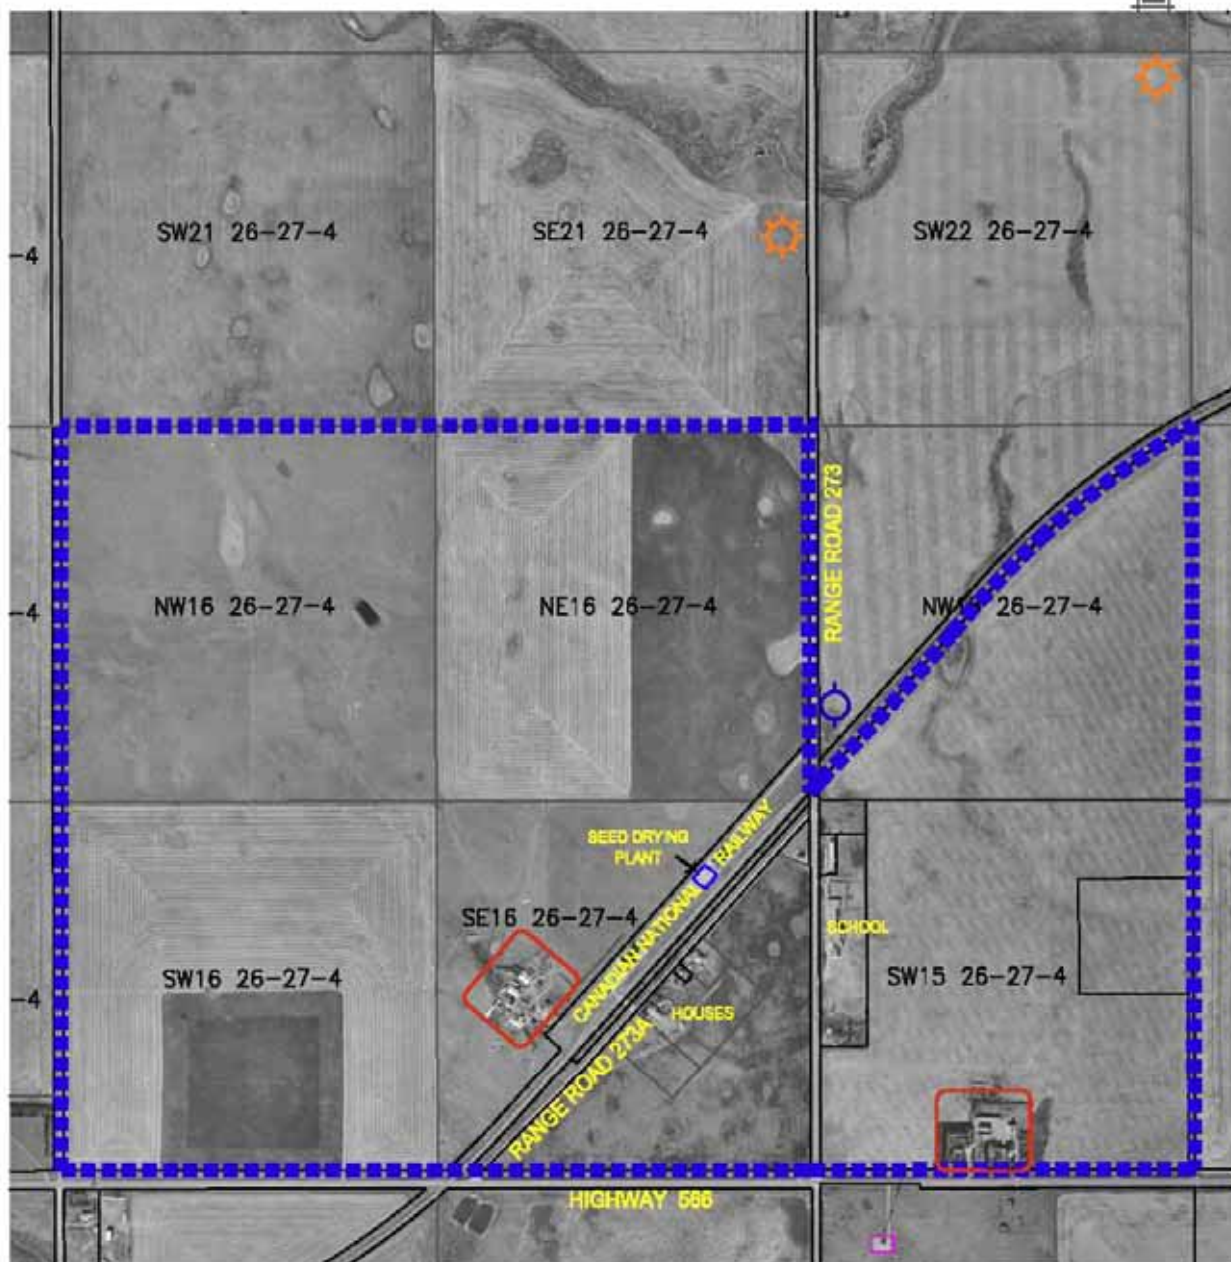 SW21 26-27-4
SE21 26-27-4
SW22 26-27-4
-4
RANGE ROAD 273
NW16 26-27-4
NE16 26-27-4
NW15 26-27-4
-4
SEED DRYING
PLANT
CANADIAN NATIONAL RAILWAY
SE16 26-27-4
SCHOOL
SW16 26-27-4
SW15 26-27-4
-4
HOUSES
RANGE ROAD 273A
HIGHWAY 566